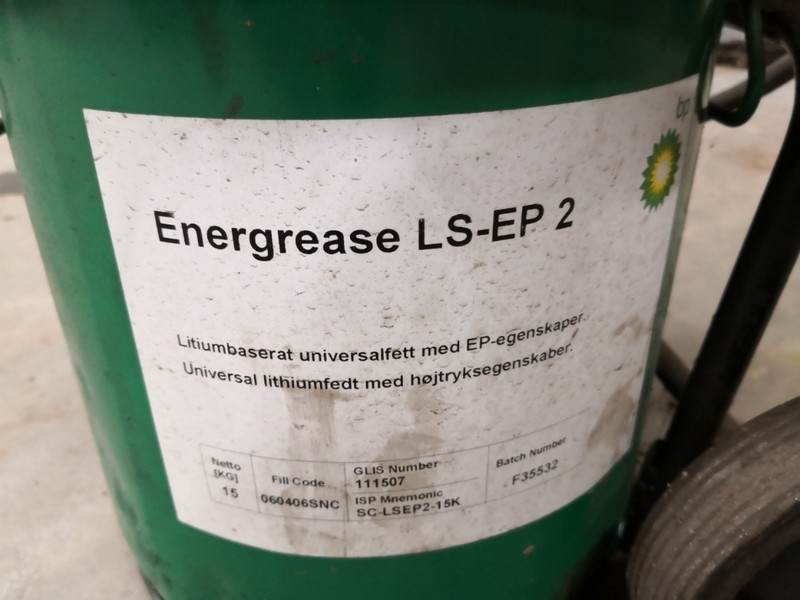 bp
Energrease LS-EP 2
Litiumbaserat universalfett med EP-egenskaper.
Universal lithiumfedt med højtryksegenskaber.
Netto
[KG]
15
Fill Code
060406SNC
GLIS Number
111507
ISP Mnemonic
SC-LSEP2-15K
Batch Number
F35532